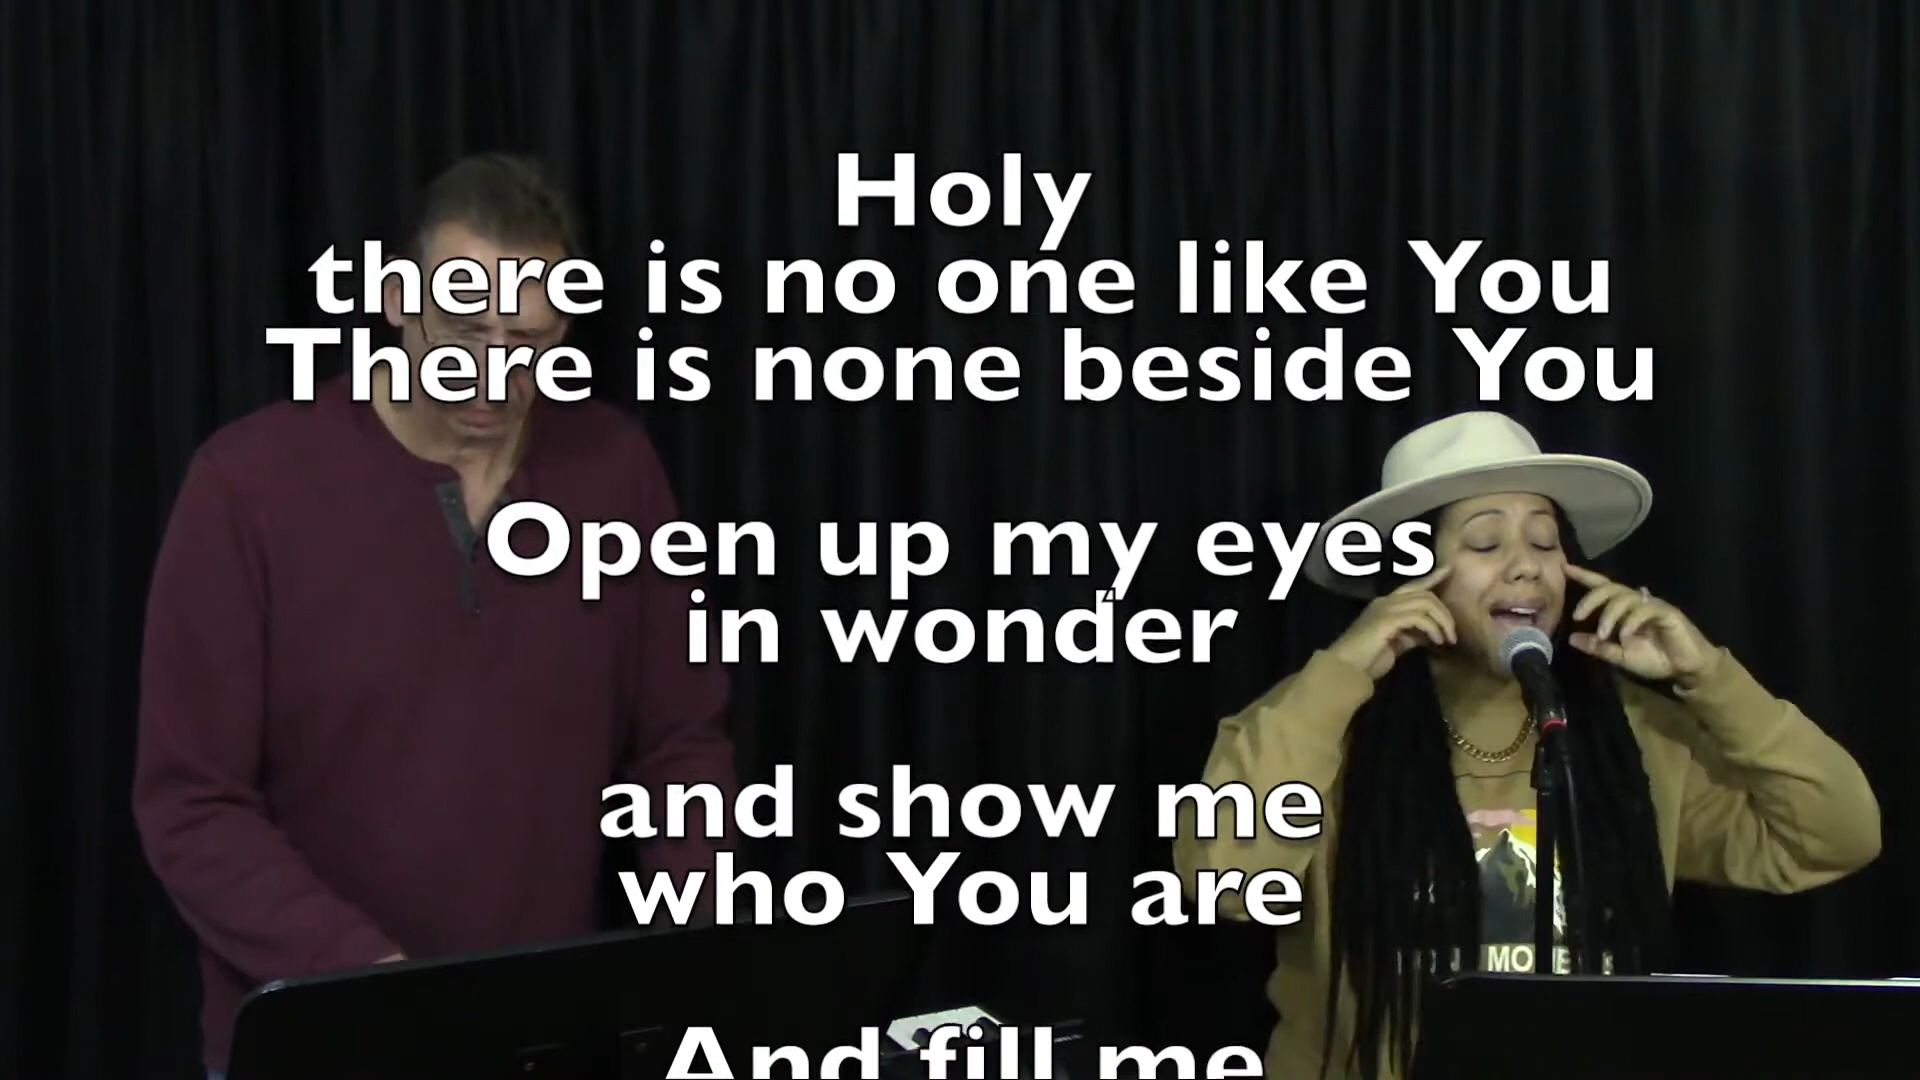 Holy
there is no one like You
There is none beside You
Open up my eyes
in wonder
and show me
who You are
And fill me